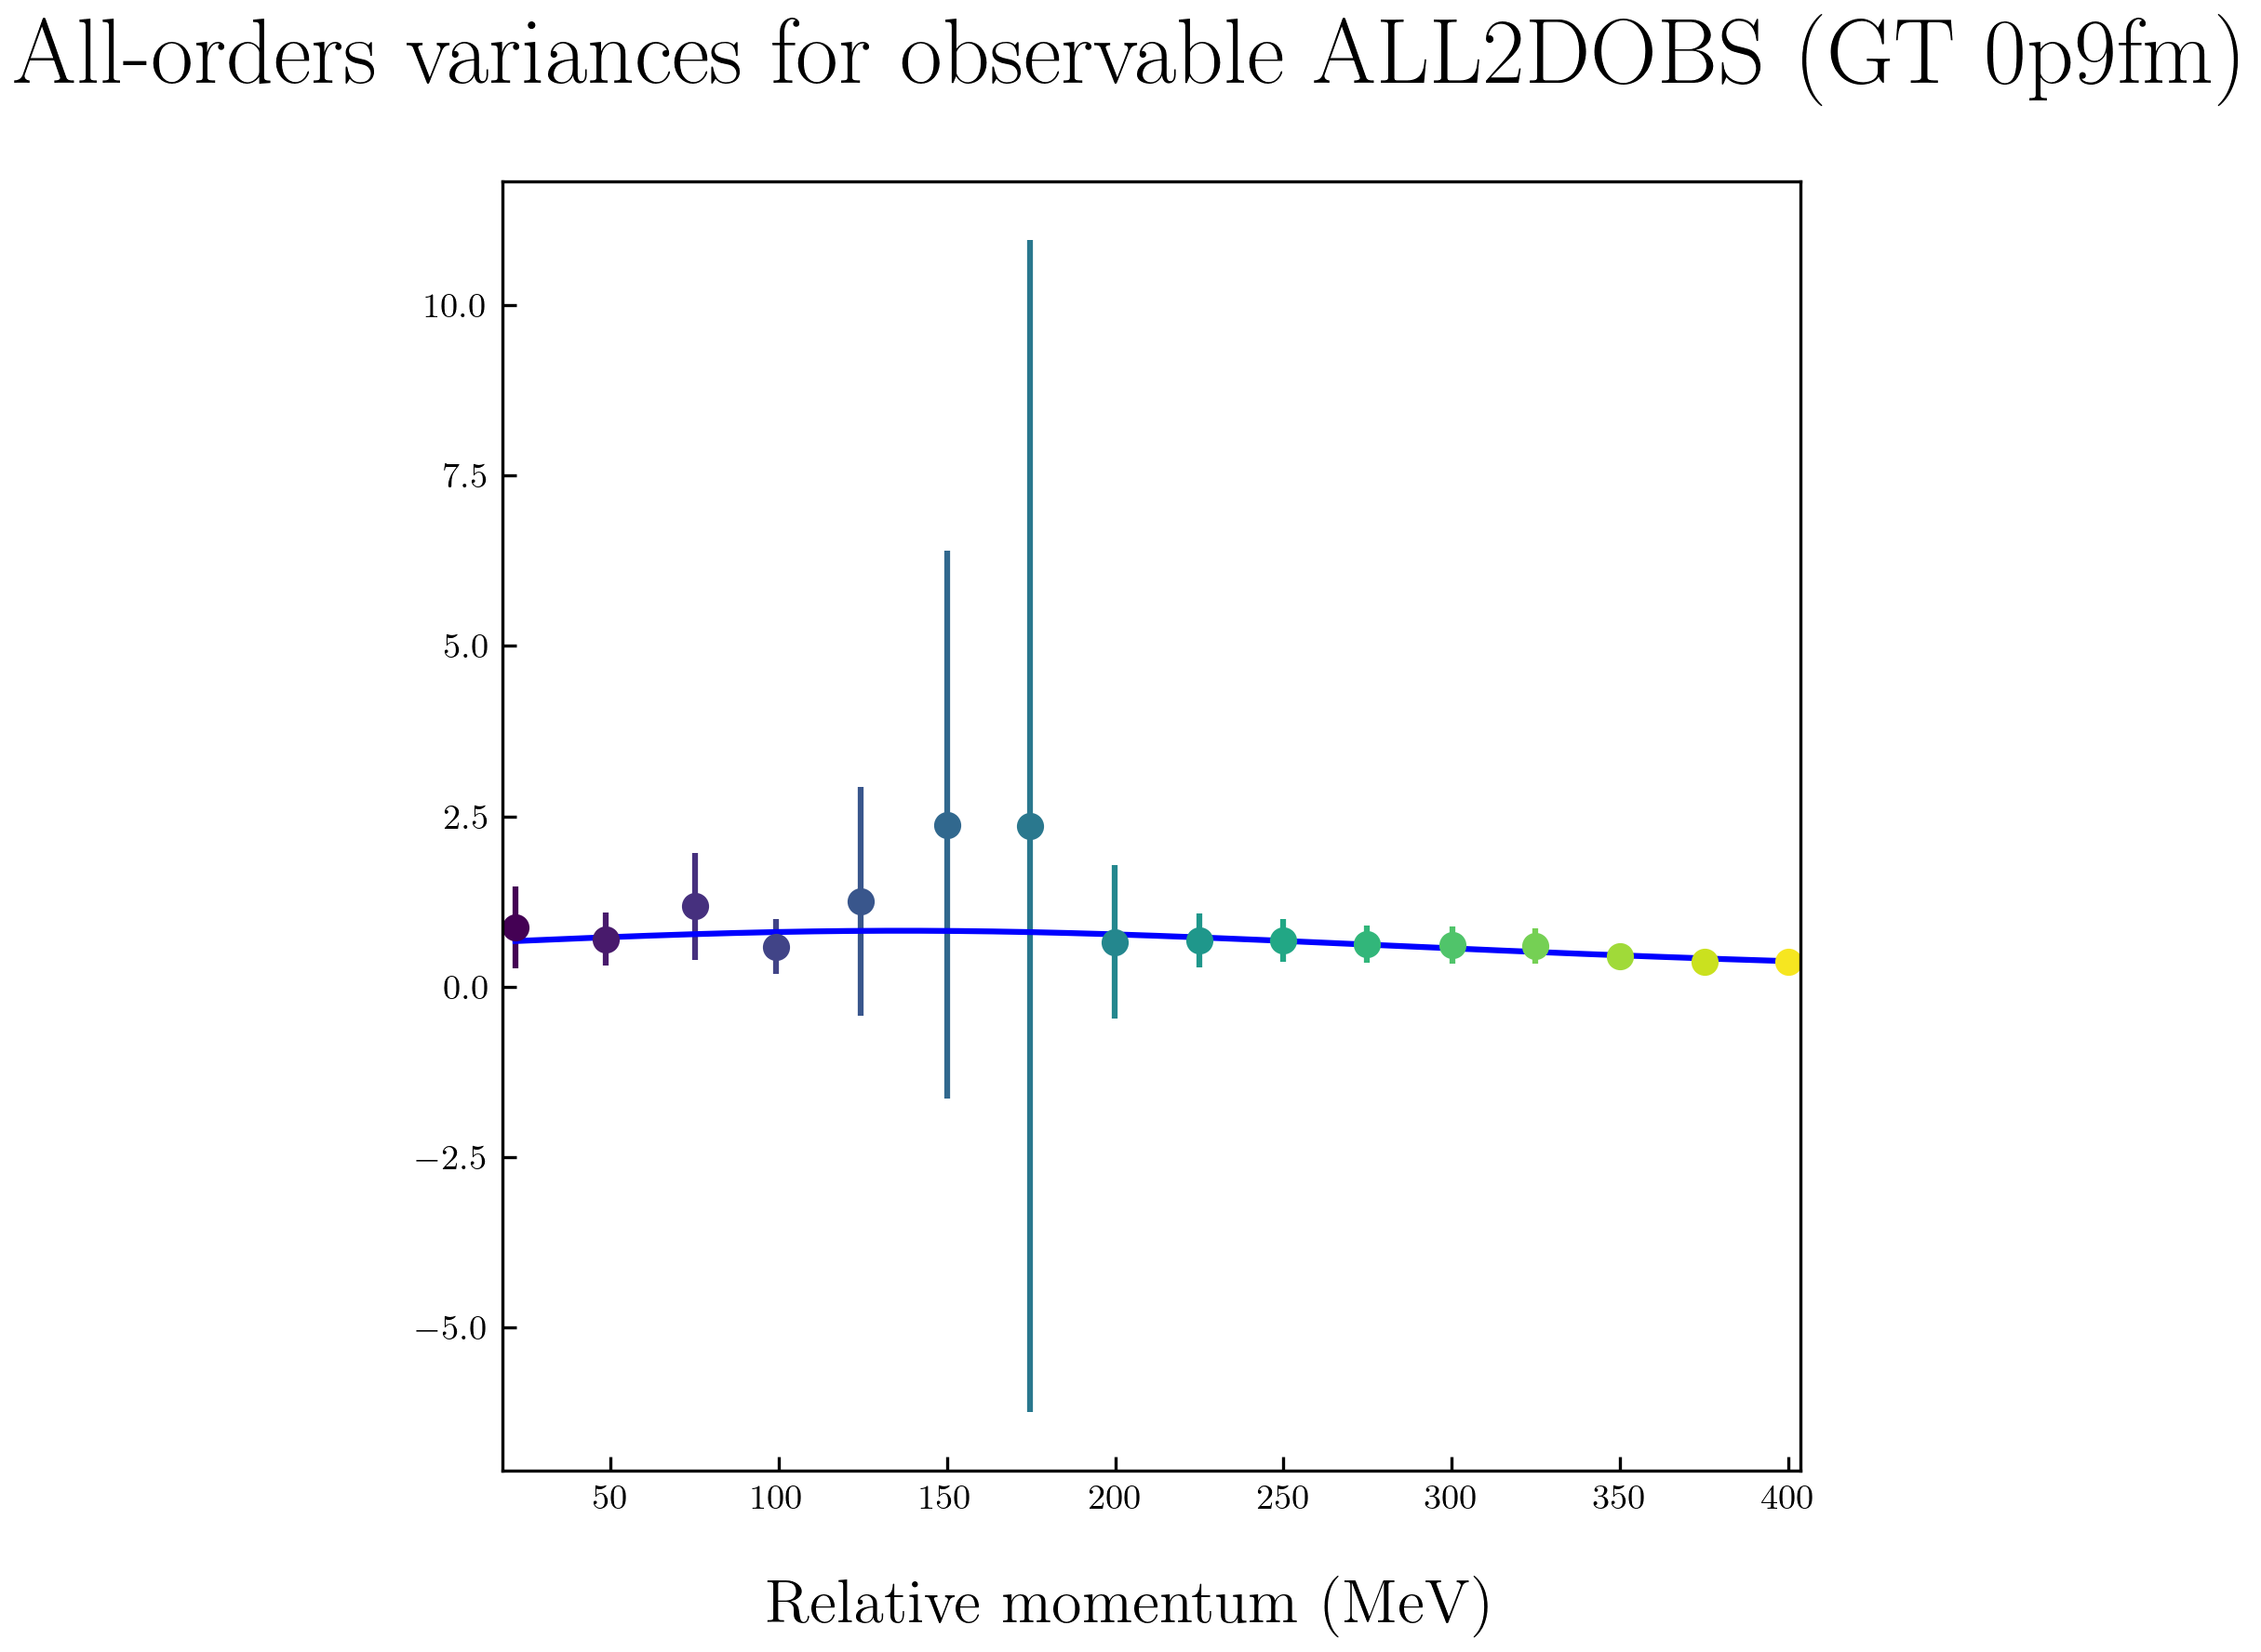 All-orders variances for observable ALL2DOBS (GT 0p9fm)
10.0
7.5
5.0
2.5
0.0
−2.5
−5.0
50 100 150 200 250 300 350 400
Relative momentum (MeV)